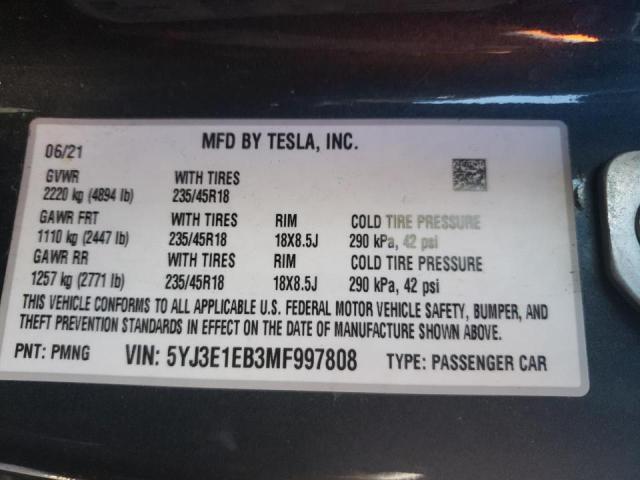 MFD BY TESLA, INC.
06/21
GVWR WITH TIRES
2220 kg (4894 lb) 235/45R18
GAWR FRT WITH TIRES RIM COLD TIRE PRESSURE
1110 kg (2447 lb) 235/45R18 18X8.5J 290 kPa, 42 psi
GAWR RR WITH TIRES RIM COLD TIRE PRESSURE
1257 kg (2771 lb) 235/45R18 18X8.5J 290 kPa, 42 psi
THIS VEHICLE CONFORMS TO ALL APPLICABLE U.S. FEDERAL MOTOR VEHICLE SAFETY, BUMPER, AND
THEFT PREVENTION STANDARDS IN EFFECT ON THE DATE OF MANUFACTURE SHOWN ABOVE.
PNT: PMNG VIN: 5YJ3E1EB3MF997808 TYPE: PASSENGER CAR